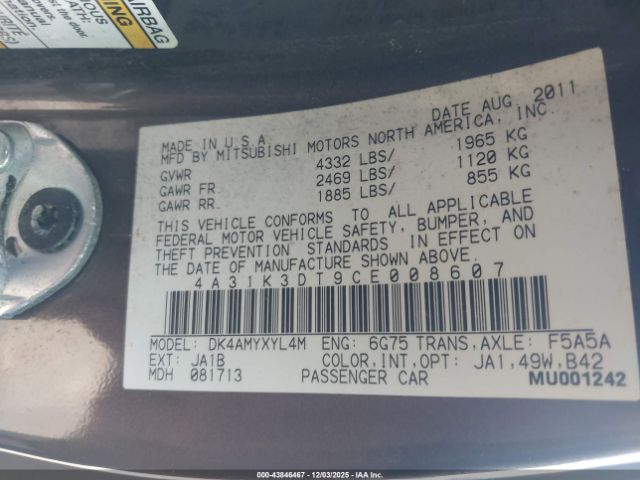 AIRBAG
WARNING
the door.
DATE AUG, 2011
MADE IN U.S.A
MFD BY MITSUBISHI MOTORS NORTH AMERICA, INC.
GVWR 4332 LBS/ 1965 KG
GAWR FR. 2469 LBS/ 1120 KG
GAWR RR. 1885 LBS/ 855 KG
THIS VEHICLE CONFORMS TO ALL APPLICABLE
FEDERAL MOTOR VEHICLE SAFETY, BUMPER, AND
THEFT PREVENTION STANDARDS IN EFFECT ON
THE DATE OF MANUFACTURE SHOWN ABOVE.
4A31K3DT9CE008607
MODEL: DK4AMYXYL4M ENG: 6G75 TRANS,AXLE: F5A5A
EXT: JA1B COLOR,INT,OPT: JA1,49W,B42
MDH 081713 PASSENGER CAR MU001242
000-43846467 - 12/03/2025 - IAA Inc.